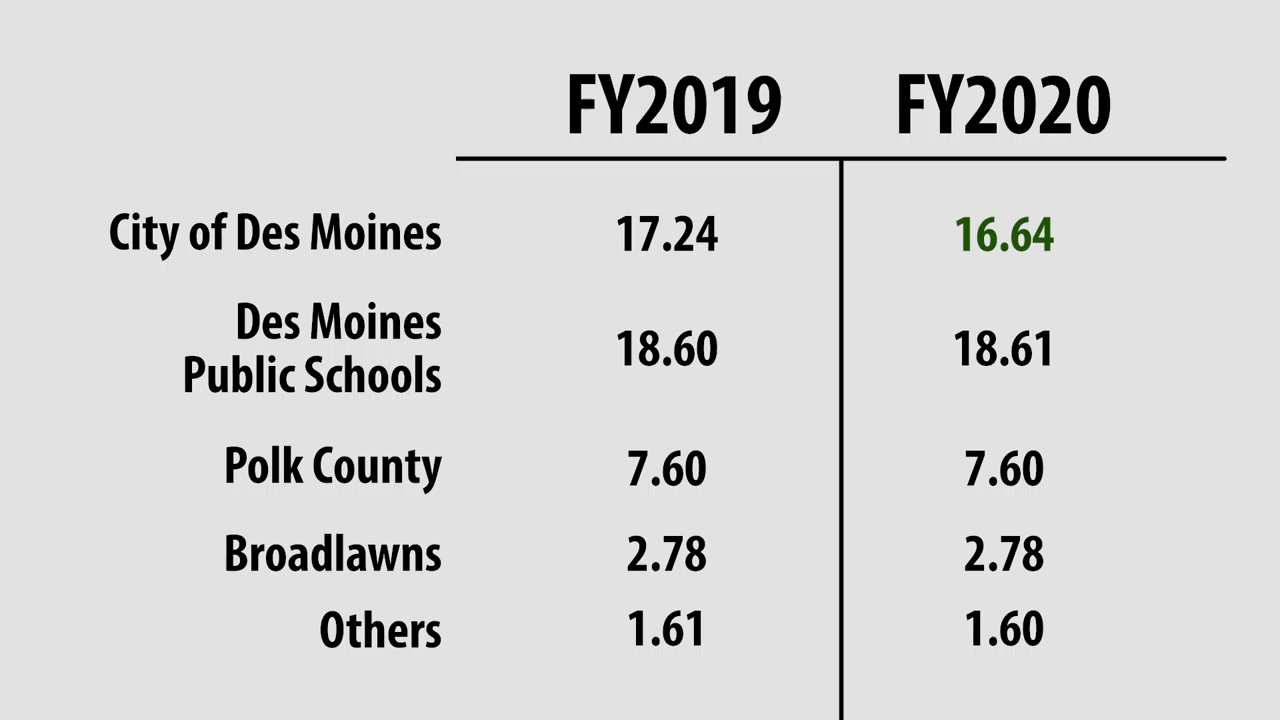 FY2019 FY2020
City of Des Moines 17.24 16.64
Des Moines
Public Schools 18.60 18.61
Polk County 7.60 7.60
Broadlawns 2.78 2.78
Others 1.61 1.60